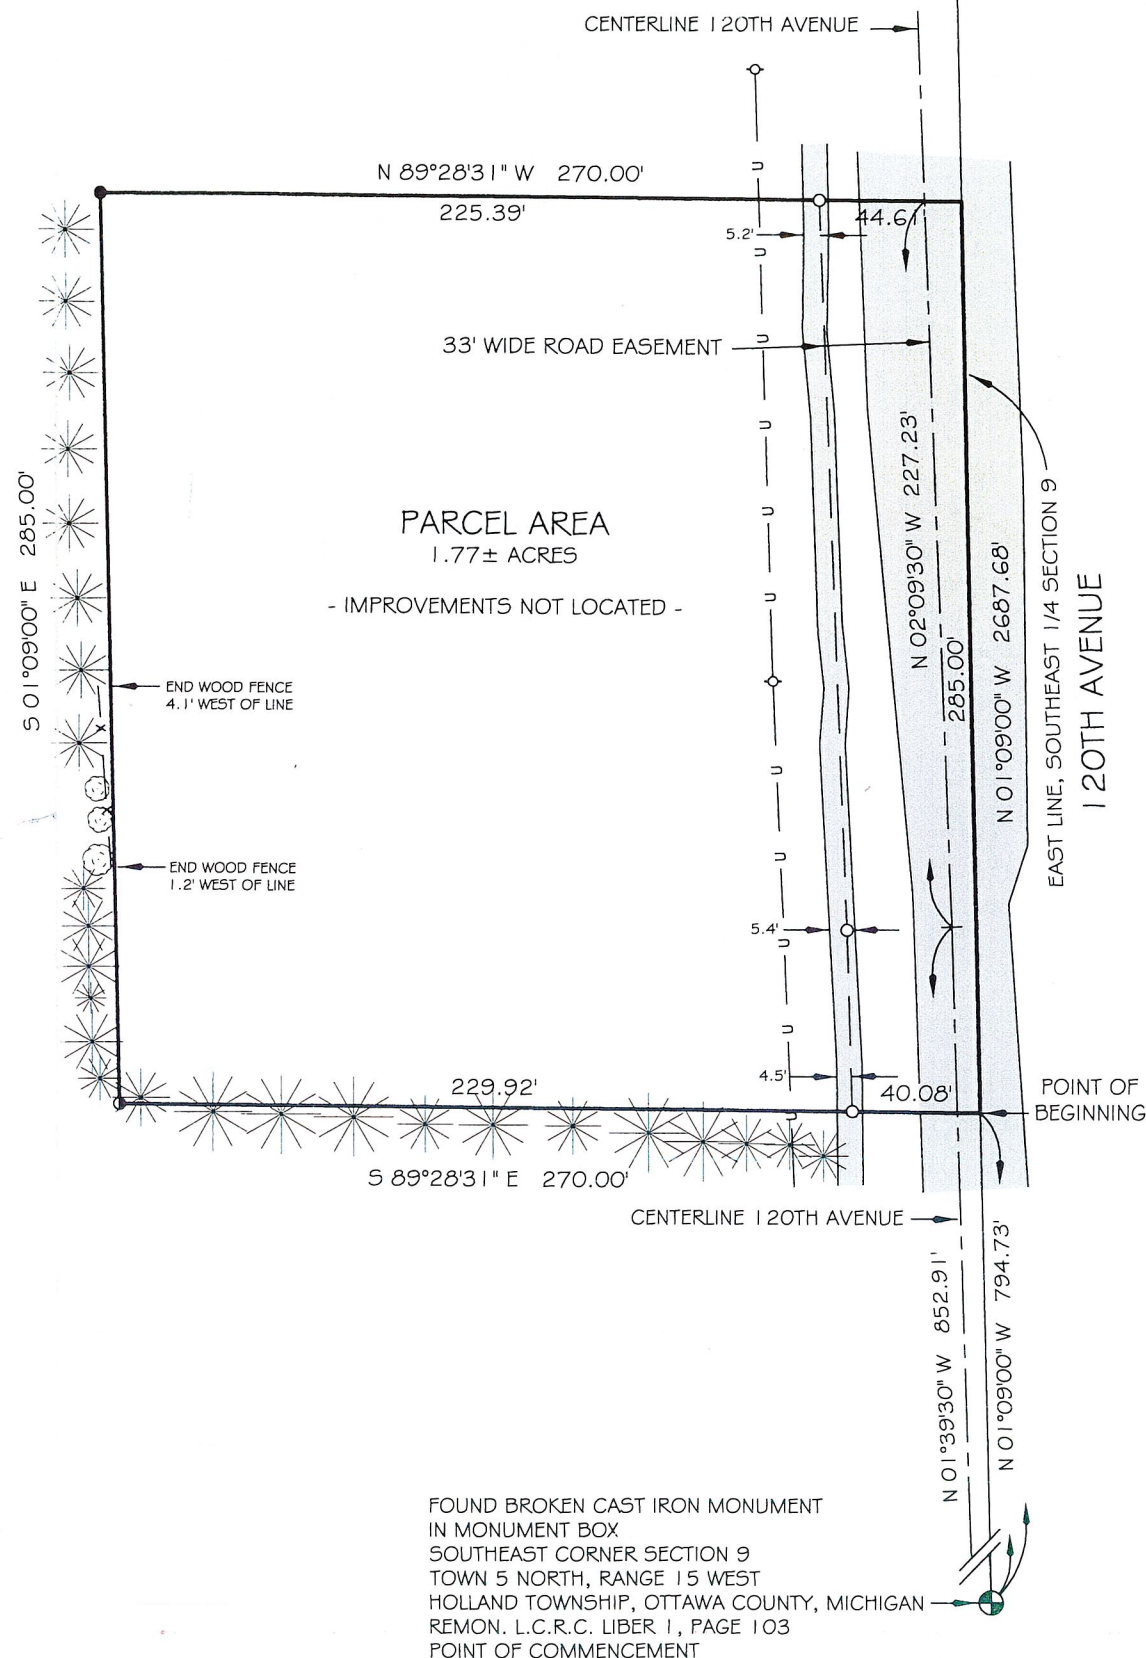 CENTERLINE 120TH AVENUE
N 89°28'31" W 270.00'
225.39'
44.61'
5.2'
33' WIDE ROAD EASEMENT
S 01°09'00" E 285.00'
PARCEL AREA
1.77± ACRES
- IMPROVEMENTS NOT LOCATED -
N 02°09'30" W 227.23'
285.00'
N 01°09'00" W 2687.68'
EAST LINE, SOUTHEAST 1/4 SECTION 9
120TH AVENUE
END WOOD FENCE
4.1' WEST OF LINE
END WOOD FENCE
1.2' WEST OF LINE
5.4'
4.5'
229.92'
40.08'
POINT OF
BEGINNING
S 89°28'31" E 270.00'
CENTERLINE 120TH AVENUE
N 01°39'30" W 852.91'
N 01°09'00" W 794.73'
FOUND BROKEN CAST IRON MONUMENT
IN MONUMENT BOX
SOUTHEAST CORNER SECTION 9
TOWN 5 NORTH, RANGE 15 WEST
HOLLAND TOWNSHIP, OTTAWA COUNTY, MICHIGAN
REMON. L.C.R.C. LIBER 1, PAGE 103
POINT OF COMMENCEMENT